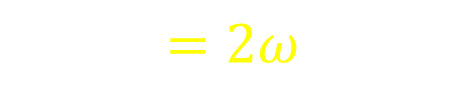 = 2ω